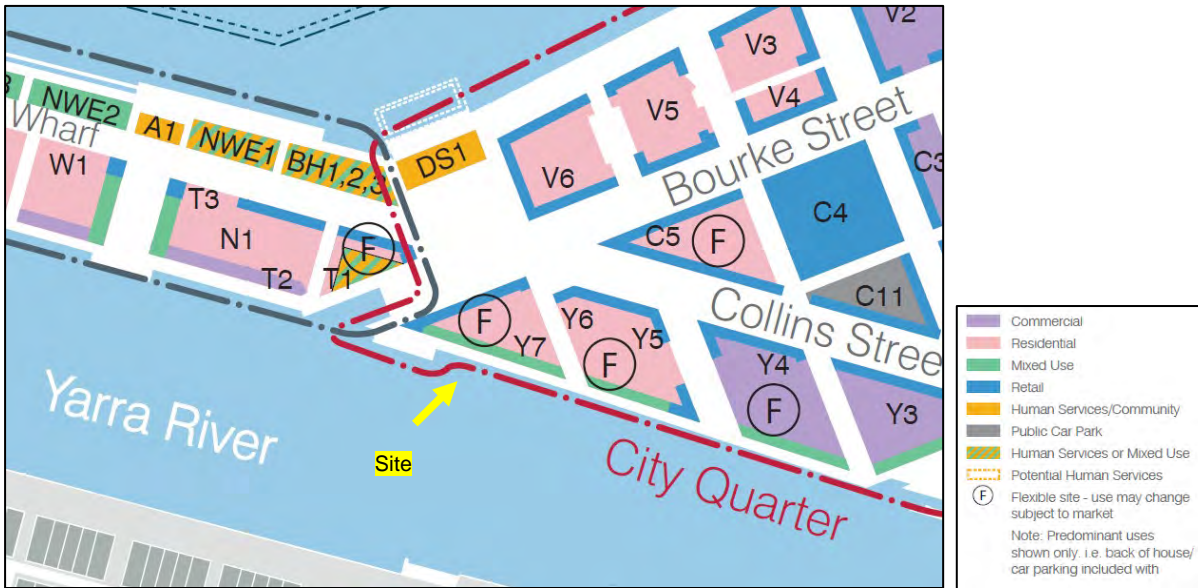 V2
V3
V4
V5
V6
DS1
Bourke Street
C3
C4
C5
F
C11
Collins Stree
NWE2
Wharf
A1
NWE1
BH1,2,3
W1
T3
N1
T2
T1
F
F
Y7
Y6
Y5
F
Y4
F
Y3
Yarra River
Site
City Quarter
Commercial
Residential
Mixed Use
Retail
Human Services/Community
Public Car Park
Human Services or Mixed Use
Potential Human Services
F Flexible site - use may change
subject to market
Note: Predominant uses
shown only. i.e. back of house/
car parking included with